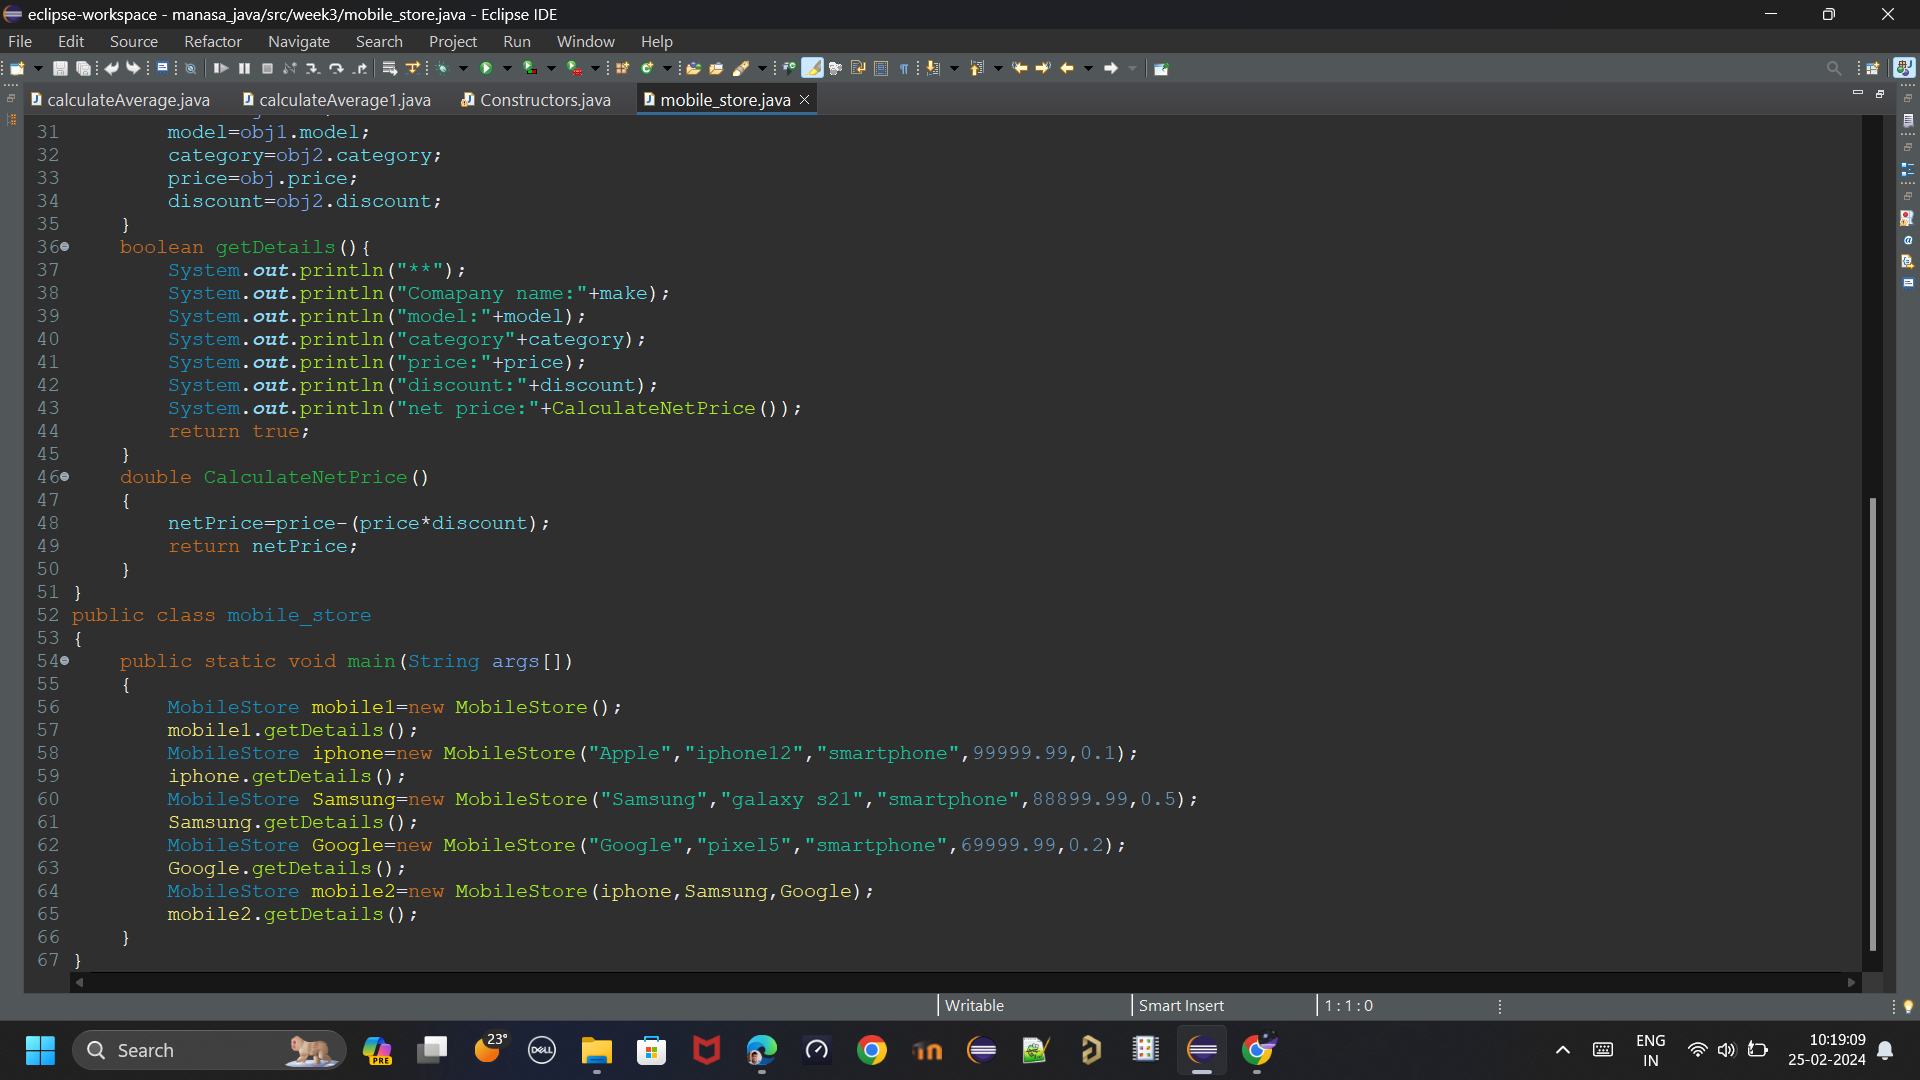 eclipse-workspace - manasa_java/src/week3/mobile_store.java - Eclipse IDE
File Edit Source Refactor Navigate Search Project Run Window Help
calculateAverage.java calculateAverage1.java Constructors.java mobile_store.java
31 model=obj1.model;
32 category=obj2.category;
33 price=obj.price;
34 discount=obj2.discount;
35 }
36 boolean getDetails(){
37 System.out.println("**");
38 System.out.println("Comapany name:"+make);
39 System.out.println("model:"+model);
40 System.out.println("category"+category);
41 System.out.println("price:"+price);
42 System.out.println("discount:"+discount);
43 System.out.println("net price:"+CalculateNetPrice());
44 return true;
45 }
46 double CalculateNetPrice()
47 {
48 netPrice=price-(price*discount);
49 return netPrice;
50 }
51 }
52 public class mobile_store
53 {
54 public static void main(String args[])
55 {
56 MobileStore mobile1=new MobileStore();
57 mobile1.getDetails();
58 MobileStore iphone=new MobileStore("Apple","iphone12","smartphone",99999.99,0.1);
59 iphone.getDetails();
60 MobileStore Samsung=new MobileStore("Samsung","galaxy s21","smartphone",88899.99,0.5);
61 Samsung.getDetails();
62 MobileStore Google=new MobileStore("Google","pixel5","smartphone",69999.99,0.2);
63 Google.getDetails();
64 MobileStore mobile2=new MobileStore(iphone,Samsung,Google);
65 mobile2.getDetails();
66 }
67 }
Writable Smart Insert 1:1:0
Search PRE 23° DELL ENG 10:19:09
IN 25-02-2024